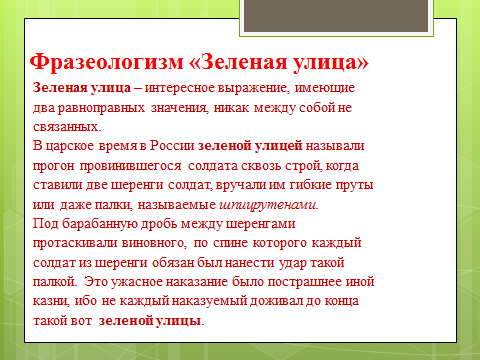 Фразеологизм «Зеленая улица»
Зеленая улица – интересное выражение, имеющие
два равноправных значения, никак между собой не
связанных.
В царское время в России зеленой улицей называли
прогон провинившегося солдата сквозь строй, когда
ставили две шеренги солдат, вручали им гибкие пруты
или даже палки, называемые шпицрутенами.
Под барабанную дробь между шеренгами
протаскивали виновного, по спине которого каждый
солдат из шеренги обязан был нанести удар такой
палкой. Это ужасное наказание было пострашнее иной
казни, ибо не каждый наказуемый доживал до конца
такой вот зеленой улицы.